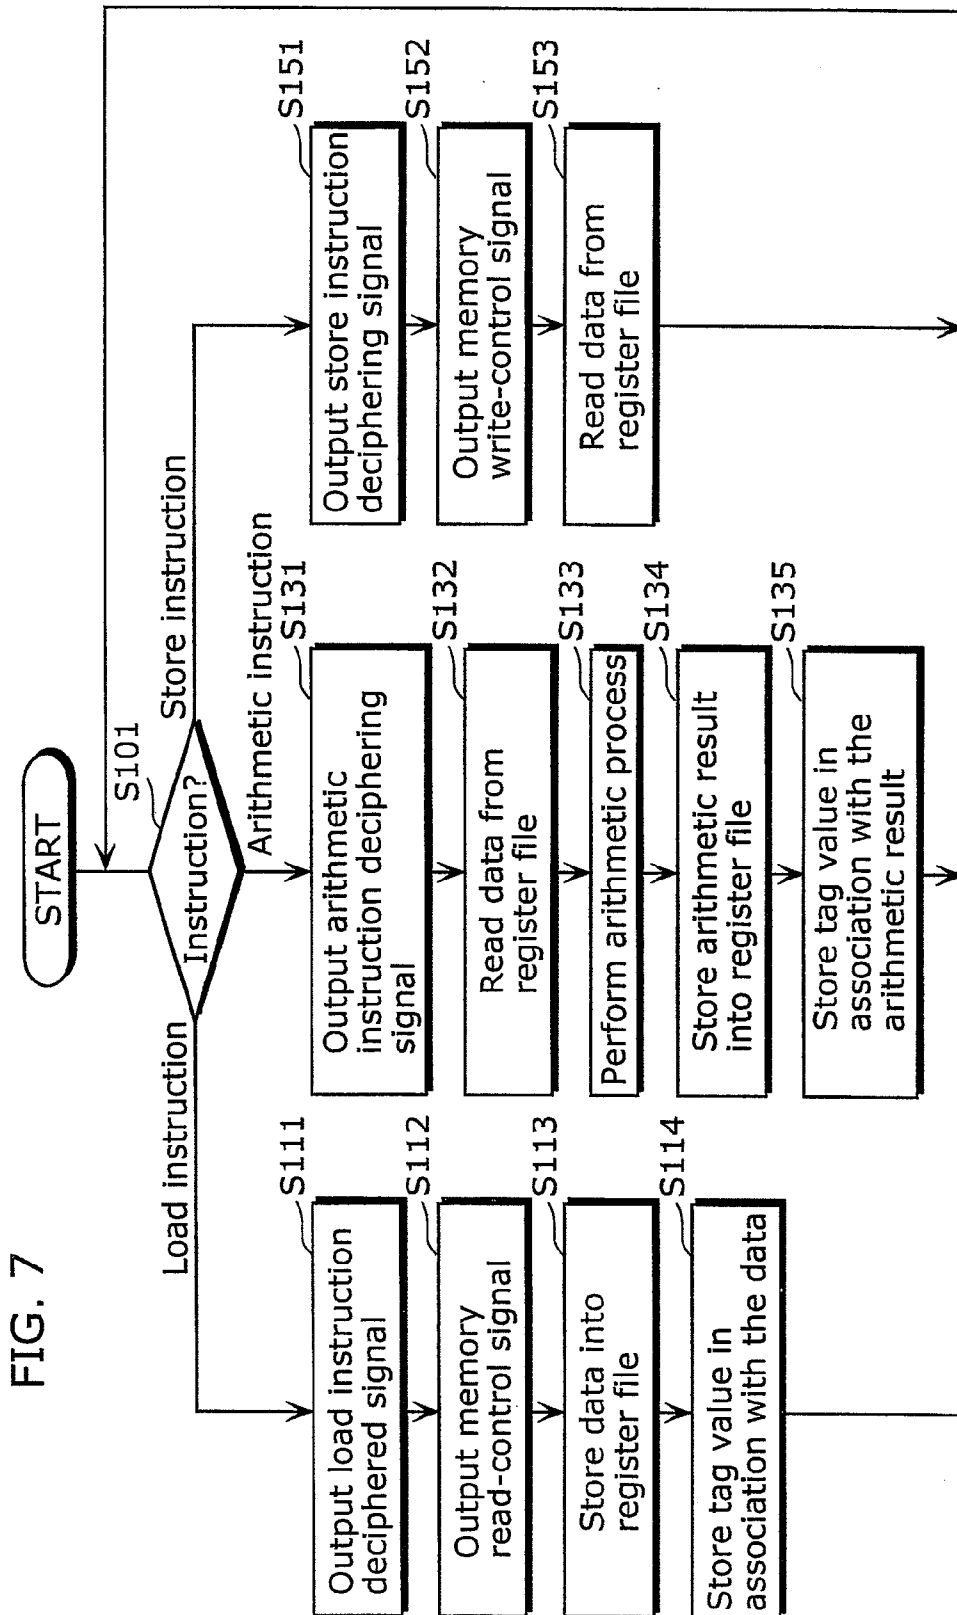 FIG. 7
START
S101
Instruction?
Load instruction
Arithmetic instruction
Store instruction
S111
Output load instruction
deciphered signal
S112
Output memory
read-control signal
S113
Store data into
register file
S114
Store tag value in
association with the data
S131
Output arithmetic
instruction deciphering
signal
S132
Read data from
register file
S133
Perform arithmetic process
S134
Store arithmetic result
into register file
S135
Store tag value in
association with the
arithmetic result
S151
Output store instruction
deciphering signal
S152
Output memory
write-control signal
S153
Read data from
register file